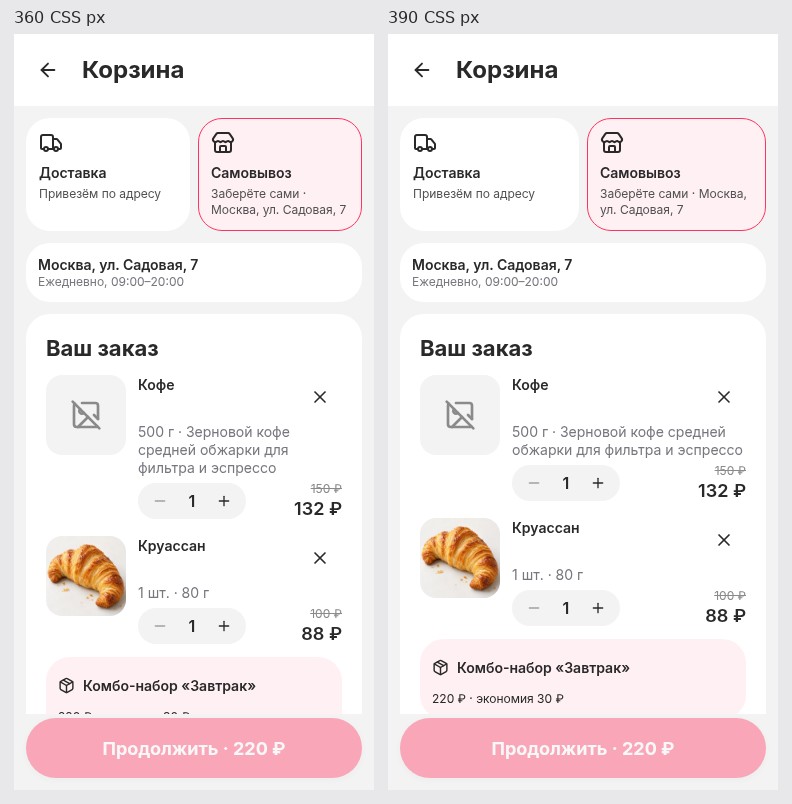 360 CSS px
Корзина
Доставка
Привезём по адресу
Самовывоз
Заберёте сами ·
Москва, ул. Садовая, 7
Москва, ул. Садовая, 7
Ежедневно, 09:00–20:00
Ваш заказ
Кофе
500 г · Зерновой кофе
средней обжарки для
фильтра и эспрессо
1
150 ₽
132 ₽
Круассан
1 шт. · 80 г
1
100 ₽
88 ₽
Комбо-набор «Завтрак»
Продолжить · 220 ₽
390 CSS px
Корзина
Доставка
Привезём по адресу
Самовывоз
Заберёте сами · Москва,
ул. Садовая, 7
Москва, ул. Садовая, 7
Ежедневно, 09:00–20:00
Ваш заказ
Кофе
500 г · Зерновой кофе средней
обжарки для фильтра и эспрессо
1
150 ₽
132 ₽
Круассан
1 шт. · 80 г
1
100 ₽
88 ₽
Комбо-набор «Завтрак»
220 ₽ · экономия 30 ₽
Продолжить · 220 ₽